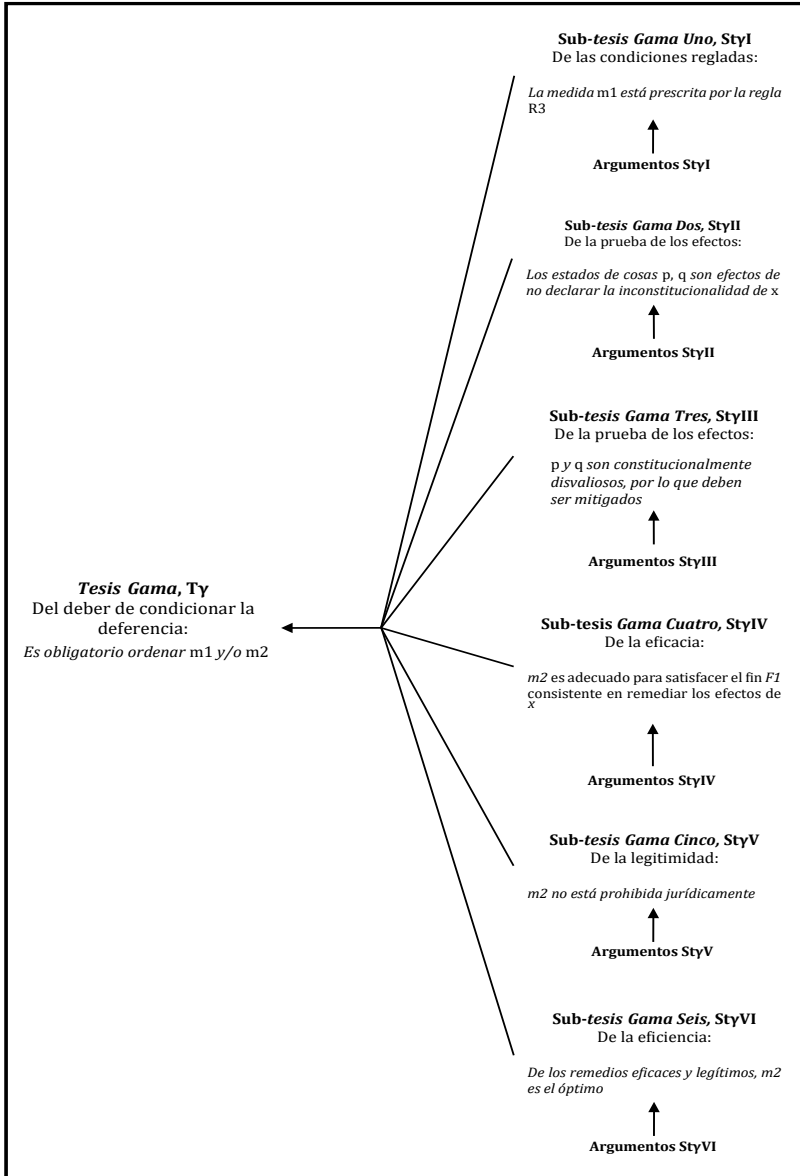 Sub-tesis Gama Uno, StγI
De las condiciones regladas:
La medida m1 está prescrita por la regla
R3
Argumentos StγI
Sub-tesis Gama Dos, StγII
De la prueba de los efectos:
Los estados de cosas p, q son efectos de
no declarar la inconstitucionalidad de x
Argumentos StγII
Sub-tesis Gama Tres, StγIII
De la prueba de los efectos:
p y q son constitucionalmente
disvaliosos, por lo que deben
ser mitigados
Argumentos StγIII
Tesis Gama, Tγ
Del deber de condicionar la
deferencia:
Es obligatorio ordenar m1 y/o m2
Sub-tesis Gama Cuatro, StγIV
De la eficacia:
m2 es adecuado para satisfacer el fin F1
consistente en remediar los efectos de
x
Argumentos StγIV
Sub-tesis Gama Cinco, StγV
De la legitimidad:
m2 no está prohibida jurídicamente
Argumentos StγV
Sub-tesis Gama Seis, StγVI
De la eficiencia:
De los remedios eficaces y legítimos, m2
es el óptimo
Argumentos StγVI